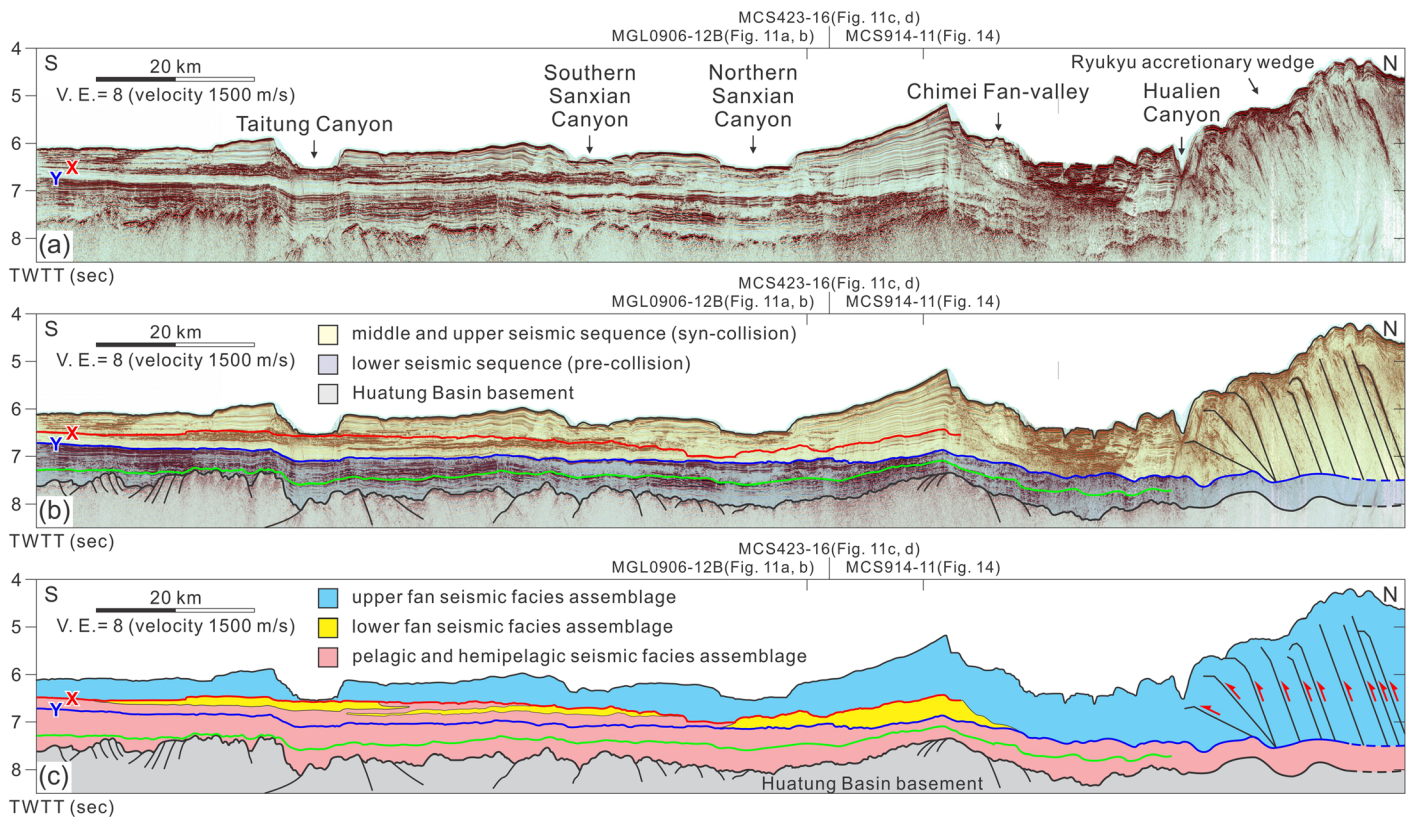 MCS423-16(Fig. 11c, d)
MGL0906-12B(Fig. 11a, b)
MCS914-11(Fig. 14)
4
5
6
7
8
TWTT (sec)
S
N
20 km
V. E.= 8 (velocity 1500 m/s)
Taitung Canyon
Southern
Sanxian
Canyon
Northern
Sanxian
Canyon
Chimei Fan-valley
Ryukyu accretionary wedge
Hualien
Canyon
X
Y
(a)
MCS423-16(Fig. 11c, d)
MGL0906-12B(Fig. 11a, b)
MCS914-11(Fig. 14)
4
5
6
7
8
TWTT (sec)
S
N
20 km
V. E.= 8 (velocity 1500 m/s)
middle and upper seismic sequence (syn-collision)
lower seismic sequence (pre-collision)
Huatung Basin basement
X
Y
(b)
MCS423-16(Fig. 11c, d)
MGL0906-12B(Fig. 11a, b)
MCS914-11(Fig. 14)
4
5
6
7
8
TWTT (sec)
S
N
20 km
V. E.= 8 (velocity 1500 m/s)
upper fan seismic facies assemblage
lower fan seismic facies assemblage
pelagic and hemipelagic seismic facies assemblage
X
Y
Huatung Basin basement
(c)